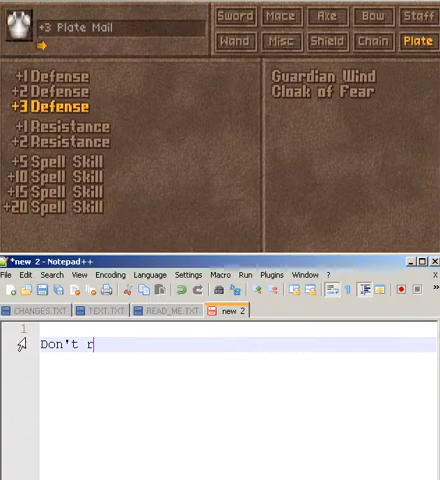 +3 Plate Mail
Sword Mace Axe Bow Staff
Wand Misc Shield Chain Plate
+1 Defense
+2 Defense
+3 Defense
+1 Resistance
+2 Resistance
+5 Spell Skill
+10 Spell Skill
+15 Spell Skill
+20 Spell Skill
Guardian Wind
Cloak of Fear
*new 2 - Notepad++
File Edit Search View Encoding Language Settings Macro Run Plugins Window ? X
CHANGES.TXT TEXT.TXT READ_ME.TXT new 2
1
Don't r